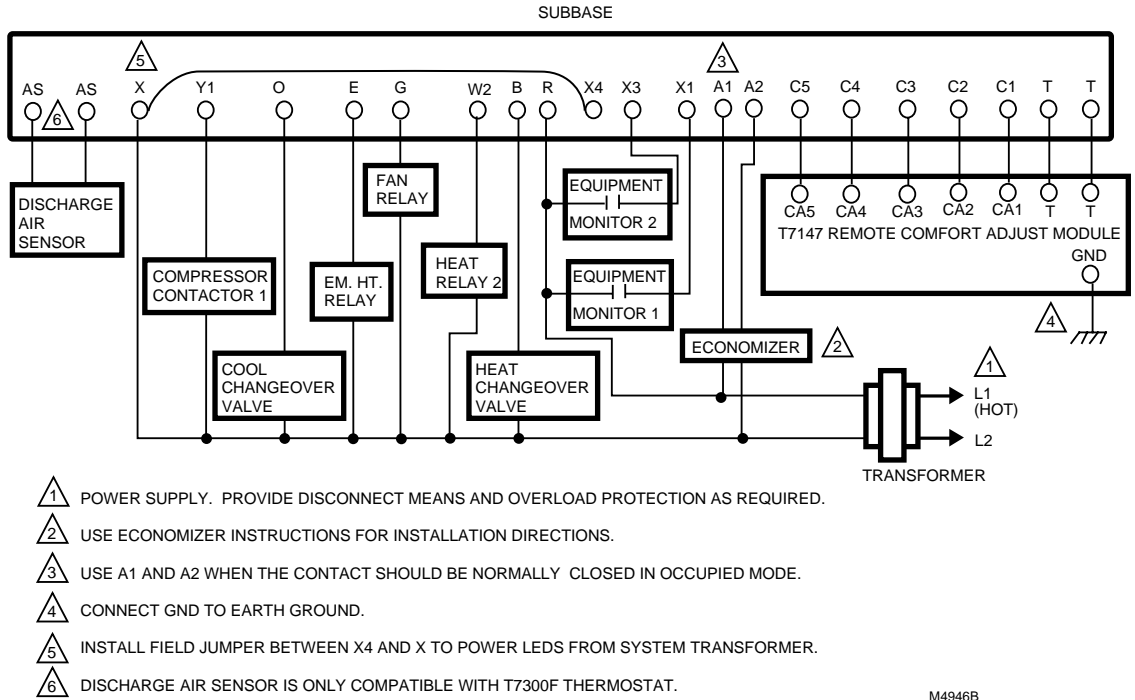 SUBBASE
5
3
AS AS X Y1 O E G W2 B R X4 X3 X1 A1 A2 C5 C4 C3 C2 C1 T T
6
DISCHARGE
AIR
SENSOR
FAN
RELAY
EQUIPMENT
MONITOR 2
CA5 CA4 CA3 CA2 CA1 T T
T7147 REMOTE COMFORT ADJUST MODULE
GND
COMPRESSOR
CONTACTOR 1
EM. HT.
RELAY
HEAT
RELAY 2
EQUIPMENT
MONITOR 1
4
ECONOMIZER
2
COOL
CHANGEOVER
VALVE
HEAT
CHANGEOVER
VALVE
1
L1
(HOT)
L2
TRANSFORMER
1 POWER SUPPLY. PROVIDE DISCONNECT MEANS AND OVERLOAD PROTECTION AS REQUIRED.
2 USE ECONOMIZER INSTRUCTIONS FOR INSTALLATION DIRECTIONS.
3 USE A1 AND A2 WHEN THE CONTACT SHOULD BE NORMALLY CLOSED IN OCCUPIED MODE.
4 CONNECT GND TO EARTH GROUND.
5 INSTALL FIELD JUMPER BETWEEN X4 AND X TO POWER LEDS FROM SYSTEM TRANSFORMER.
6 DISCHARGE AIR SENSOR IS ONLY COMPATIBLE WITH T7300F THERMOSTAT.
M4946B